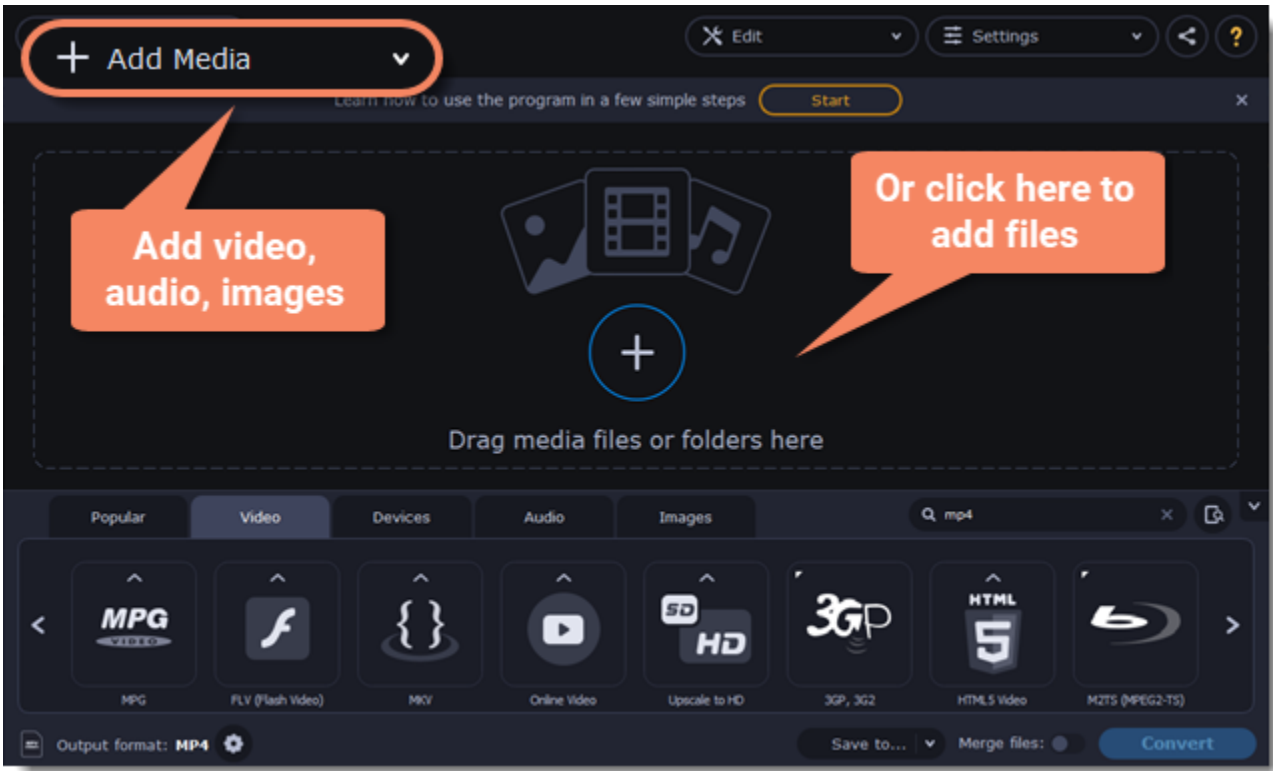 Add Media
Edit
Settings
?
Learn how to use the program in a few simple steps
Start
Add video,
audio, images
Or click here to
add files
Drag media files or folders here
Popular
Video
Devices
Audio
Images
mp4
MPG
VIDEO
SD
HD
3GP
HTML
5
MPG
FLV (Flash Video)
MKV
Online Video
Upscale to HD
3GP, 3G2
HTML5 Video
M2TS (MPEG2-TS)
Output format: MP4
Save to...
Merge files:
Convert